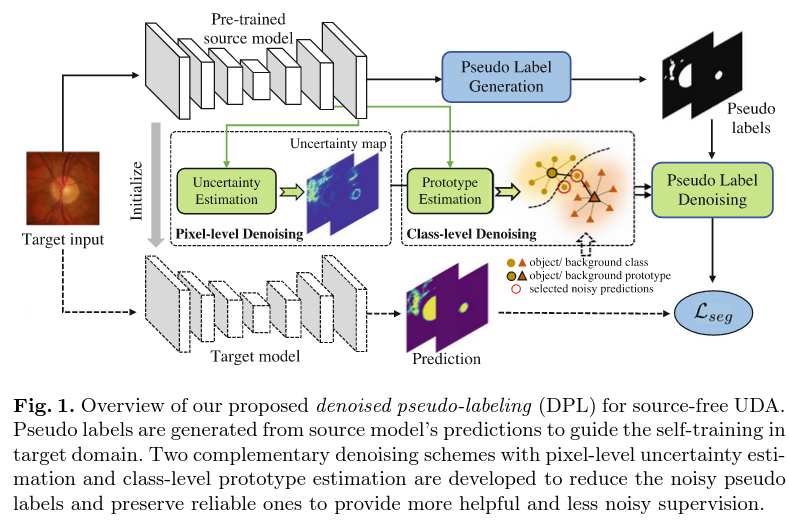 Pre-trained
source model
Pseudo Label
Generation
Pseudo
labels
Initialize
Uncertainty map
Uncertainty
Estimation
Prototype
Estimation
Pseudo Label
Denoising
Pixel-level Denoising
Class-level Denoising
Target input
object/ background class
object/ background prototype
selected noisy predictions
Target model
Prediction
ℒseg
Fig. 1. Overview of our proposed denoised pseudo-labeling (DPL) for source-free UDA.
Pseudo labels are generated from source model's predictions to guide the self-training in
target domain. Two complementary denoising schemes with pixel-level uncertainty esti-
mation and class-level prototype estimation are developed to reduce the noisy pseudo
labels and preserve reliable ones to provide more helpful and less noisy supervision.